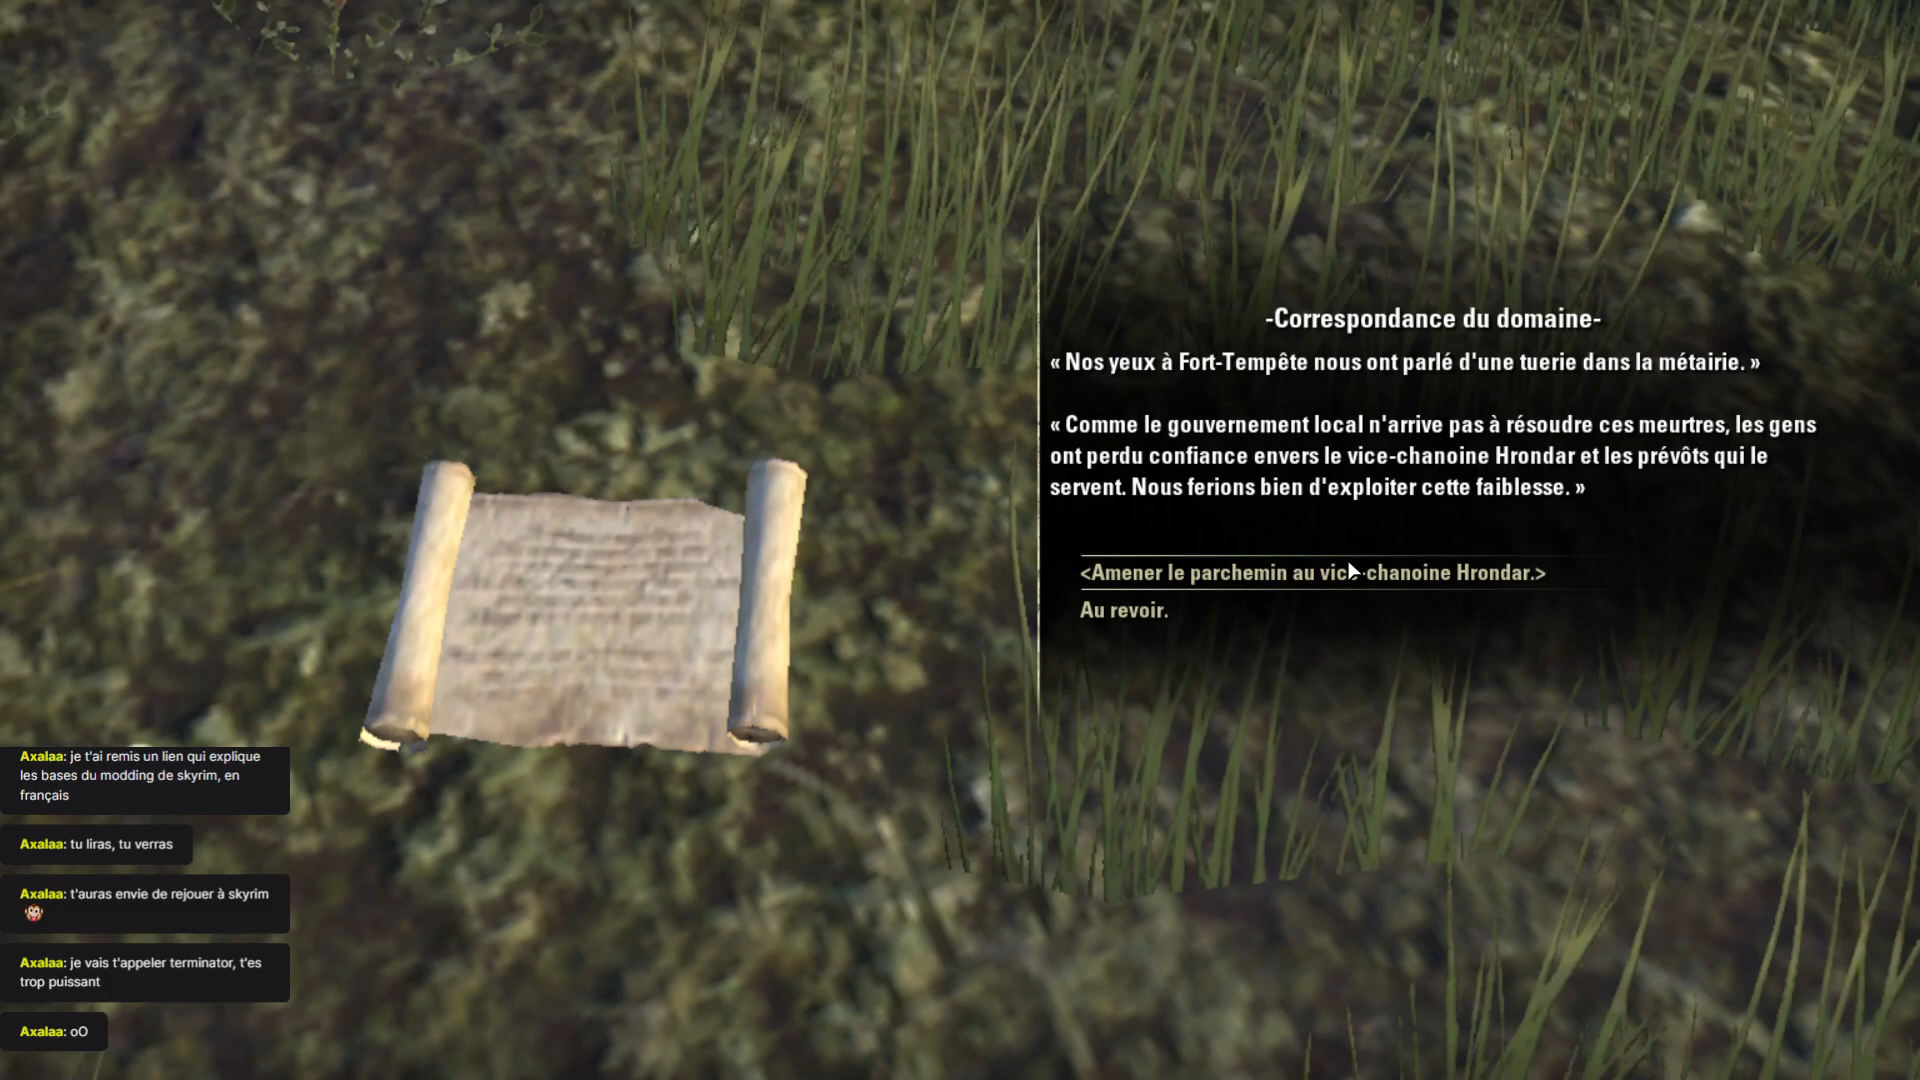 -Correspondance du domaine-
« Nos yeux à Fort-Tempête nous ont parlé d'une tuerie dans la métairie. »
« Comme le gouvernement local n'arrive pas à résoudre ces meurtres, les gens
ont perdu confiance envers le vice-chanoine Hrondar et les prévôts qui le
servent. Nous ferions bien d'exploiter cette faiblesse. »
<Amener le parchemin au vice-chanoine Hrondar.>
Au revoir.
Axalaa: je t'ai remis un lien qui explique
les bases du modding de skyrim, en
français
Axalaa: tu liras, tu verras
Axalaa: t'auras envie de rejouer à skyrim
Axalaa: je vais t'appeler terminator, t'es
trop puissant
Axalaa: oO